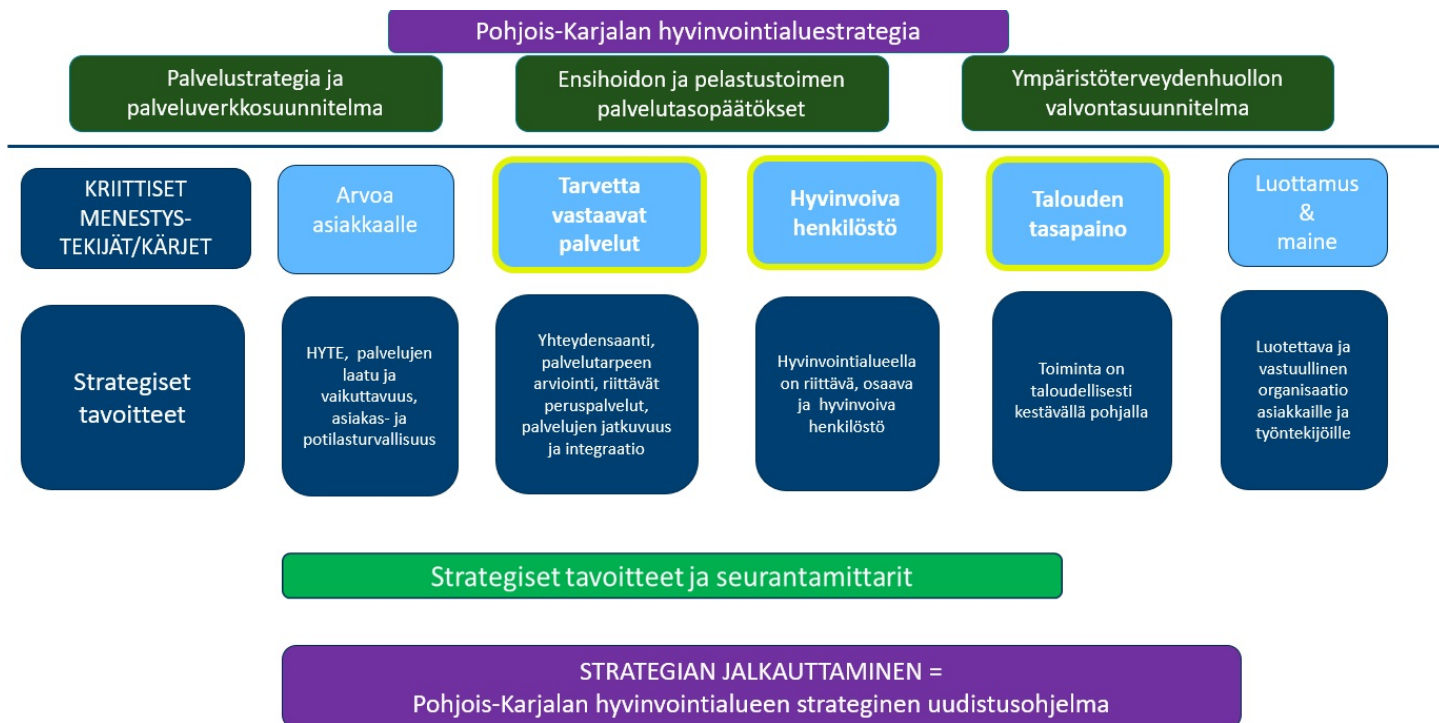 Pohjois-Karjalan hyvinvointialuestrategia
Palvelustrategia ja
palveluverkkosuunnitelma
Ensihoidon ja pelastustoimen
palvelutasopäätökset
Ympäristöterveydenhuollon
valvontasuunnitelma
KRIITTISET
MENESTYS-
TEKIJÄT/KÄRJET
Arvoa
asiakkaalle
Tarvetta
vastaavat
palvelut
Hyvinvoiva
henkilöstö
Talouden
tasapaino
Luottamus
&
maine
Strategiset
tavoitteet
HYTE, palvelujen
laatu ja
vaikuttavuus,
asiakas- ja
potilasturvallisuus
Yhteydensaanti,
palvelutarpeen
arviointi, riittävät
peruspalvelut,
palvelujen jatkuvuus
ja integraatio
Hyvinvointialueella
on riittävä, osaava
ja hyvinvoiva
henkilöstö
Toiminta on
taloudellisesti
kestävällä pohjalla
Luotettava ja
vastuullinen
organisaatio
asiakkaille ja
työntekijöille
Strategiset tavoitteet ja seurantamittarit
STRATEGIAN JALKAUTTAMINEN =
Pohjois-Karjalan hyvinvointialueen strateginen uudistusohjelma